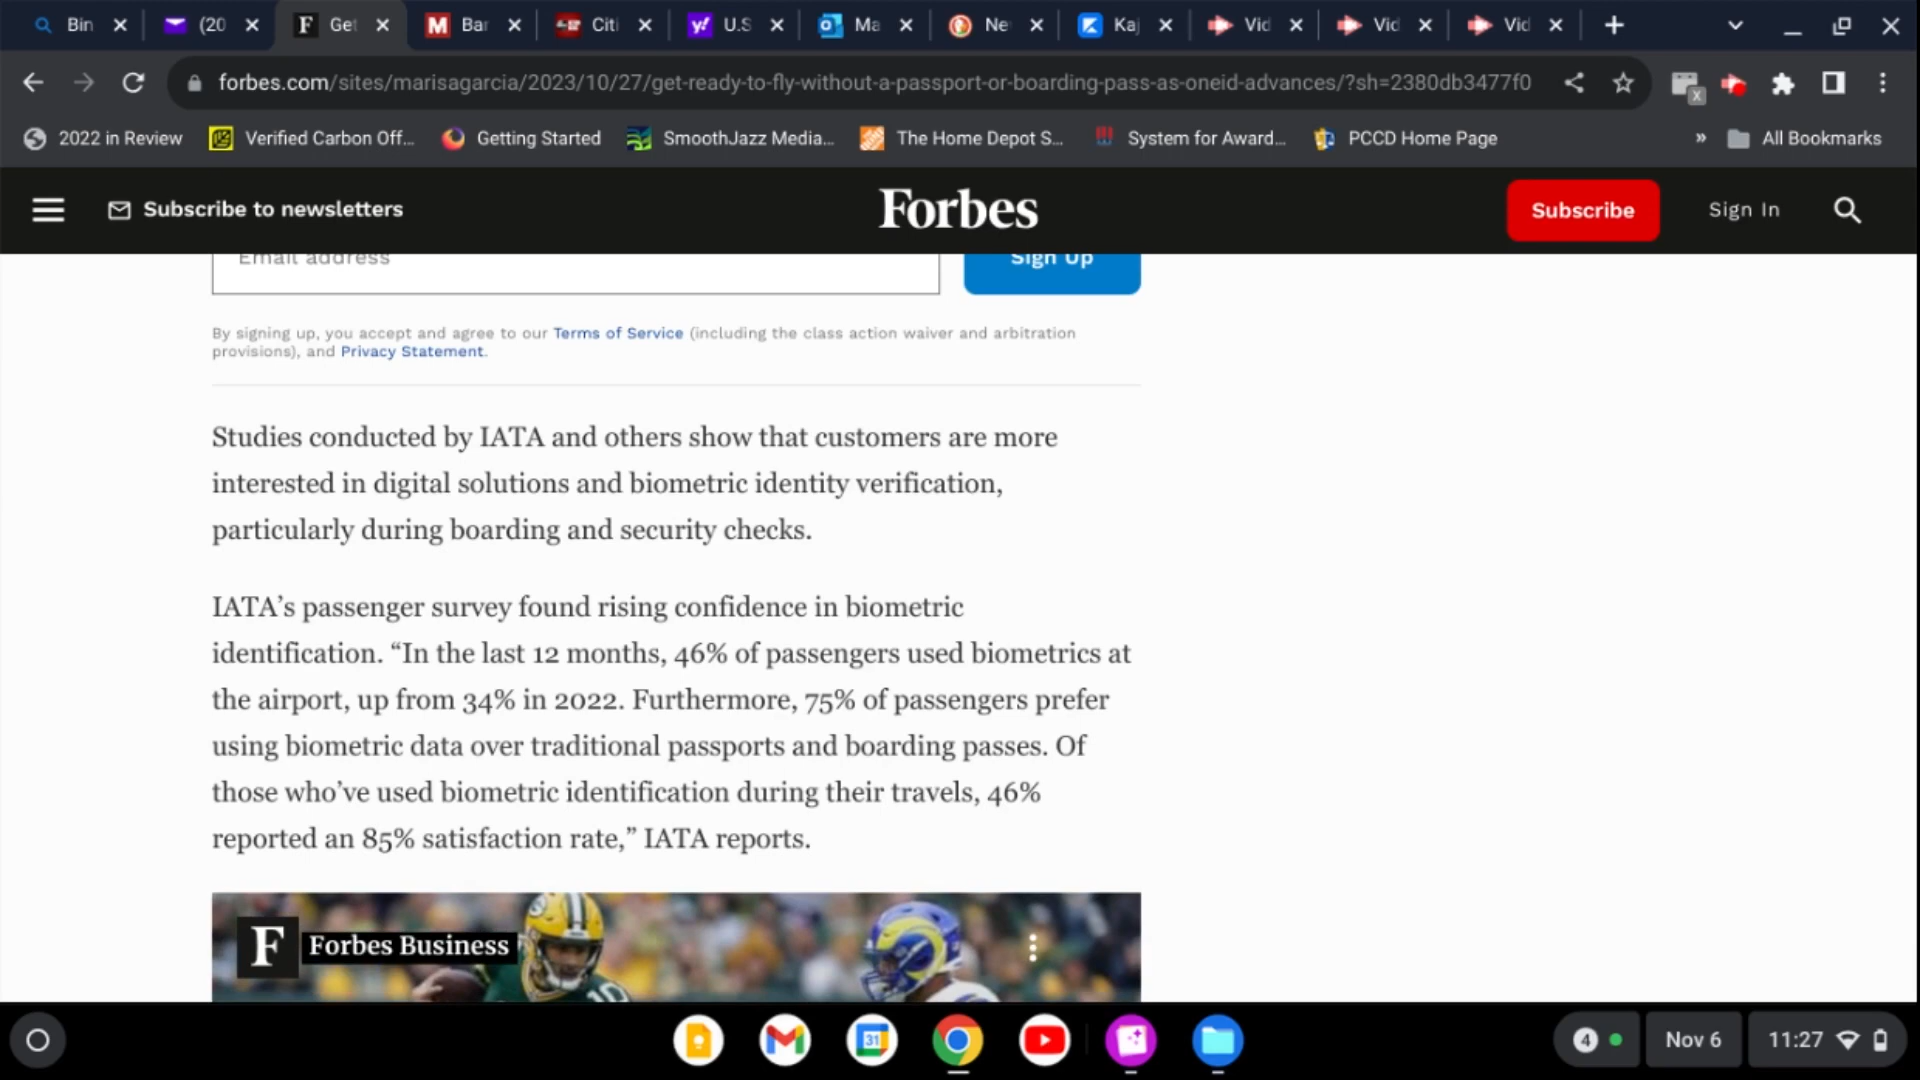 Bin
(20
Get
Bar
Citi
U.S
Ma
Ne
Kaj
Vid
Vid
Vid
forbes.com/sites/marisagarcia/2023/10/27/get-ready-to-fly-without-a-passport-or-boarding-pass-as-oneid-advances/?sh=2380db3477f0
2022 in Review
Verified Carbon Off...
Getting Started
SmoothJazz Media...
The Home Depot S...
System for Award...
PCCD Home Page
»
All Bookmarks
Subscribe to newsletters
Forbes
Subscribe
Sign In
Email address
Sign Up
By signing up, you accept and agree to our Terms of Service (including the class action waiver and arbitration
provisions), and Privacy Statement.
Studies conducted by IATA and others show that customers are more
interested in digital solutions and biometric identity verification,
particularly during boarding and security checks.
IATA’s passenger survey found rising confidence in biometric
identification. “In the last 12 months, 46% of passengers used biometrics at
the airport, up from 34% in 2022. Furthermore, 75% of passengers prefer
using biometric data over traditional passports and boarding passes. Of
those who’ve used biometric identification during their travels, 46%
reported an 85% satisfaction rate,” IATA reports.
F
Forbes Business
10
31
4
Nov 6
11:27